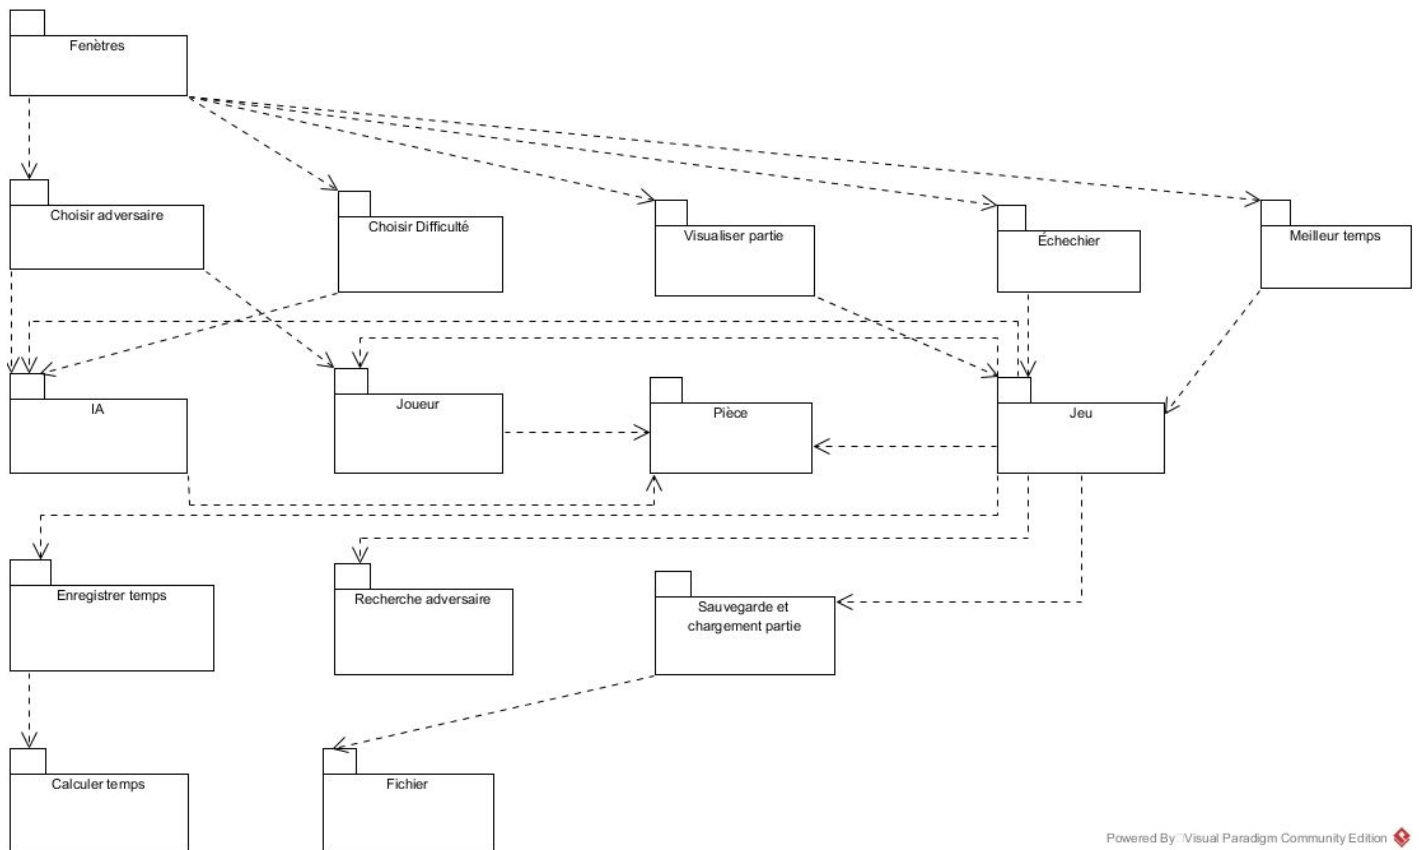 Fenètres
Choisir adversaire
Choisir Difficulté
Visualiser partie
Échechier
Meilleur temps
IA
Joueur
Pièce
Jeu
Enregistrer temps
Recherche adversaire
Sauvegarde et
chargement partie
Calculer temps
Fichier
Powered By Visual Paradigm Community Edition